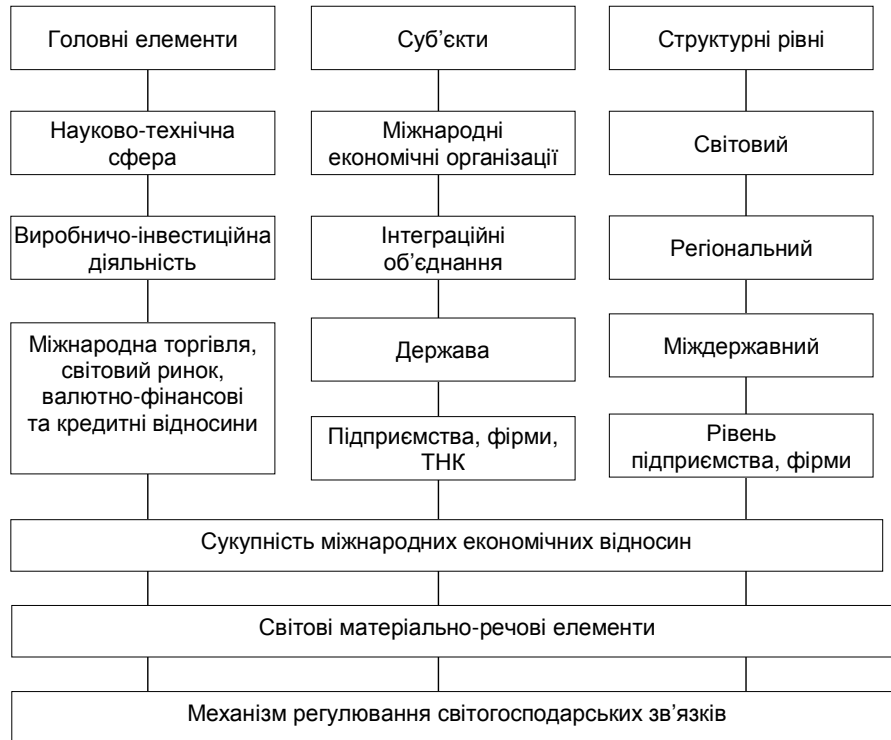 Головні елементи
Суб’єкти
Структурні рівні
Науково-технічна
сфера
Міжнародні
економічні організації
Світовий
Виробничо-інвестиційна
діяльність
Інтеграційні
об’єднання
Регіональний
Міжнародна торгівля,
світовий ринок,
валютно-фінансові
та кредитні відносини
Держава
Міждержавний
Підприємства, фірми,
ТНК
Рівень
підприємства, фірми
Сукупність міжнародних економічних відносин
Світові матеріально-речові елементи
Механізм регулювання світогосподарських зв’язків